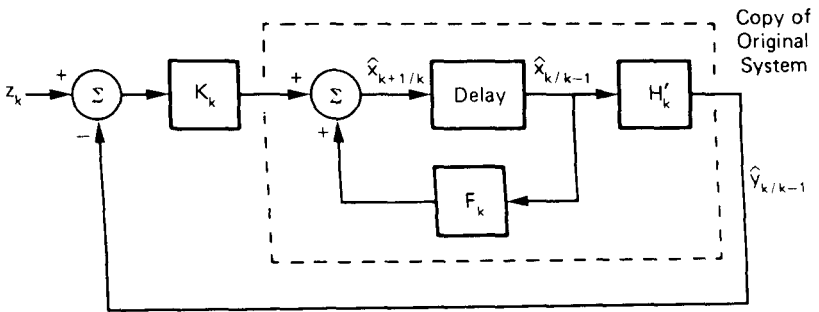 Copy of
Original
System
z_k
+
Σ
−
K_k
+
Σ
+
x̂_{k+1/k}
Delay
x̂_{k/k−1}
H′_k
F_k
ŷ_{k/k−1}